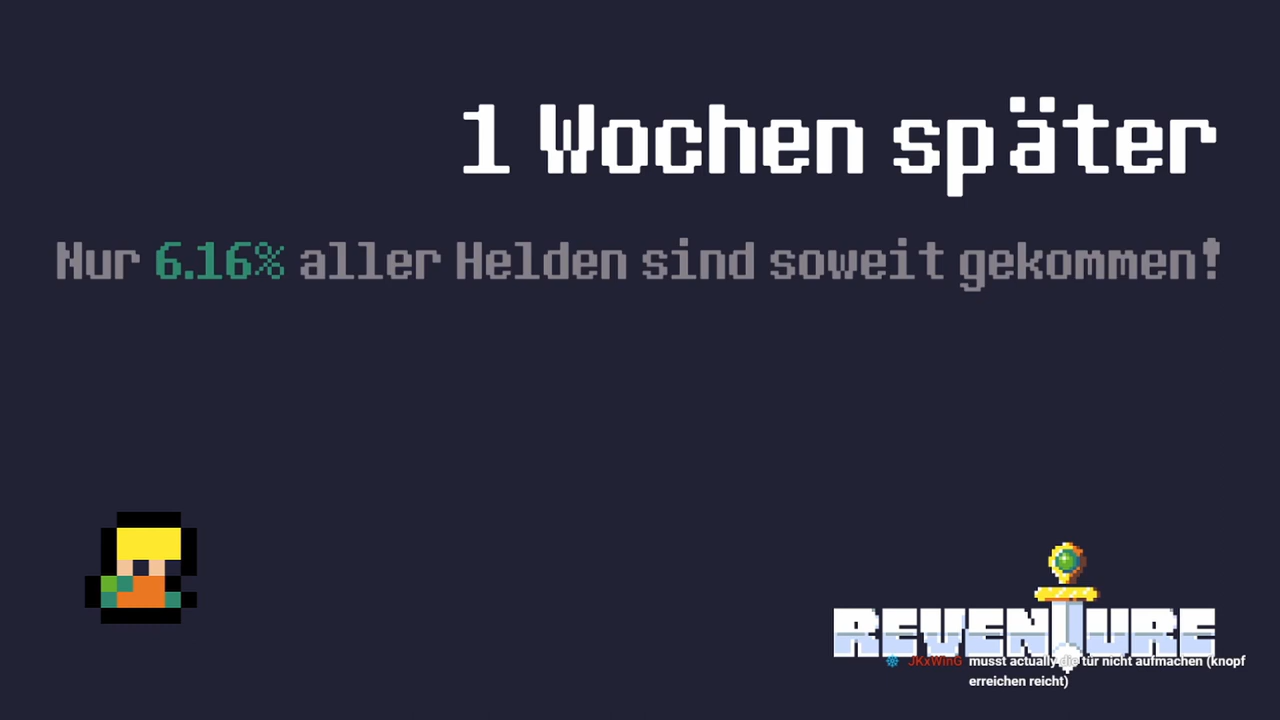 1 Wochen später
Nur 6.16% aller Helden sind soweit gekommen!
REVENTURE
JKxWinG musst actually die tür nicht aufmachen (knopf
erreichen reicht)